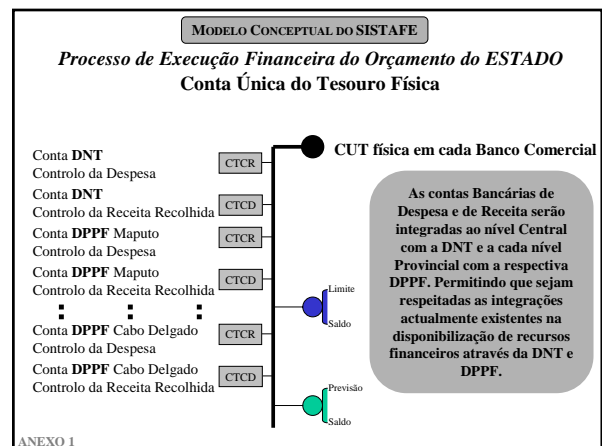 MODELO CONCEPTUAL DO SISTAFE
Processo de Execução Financeira do Orçamento do ESTADO
Conta Única do Tesouro Física
CUT física em cada Banco Comercial
Conta DNT
Controlo da Despesa
CTCR
Conta DNT
Controlo da Receita Recolhida
CTCD
Conta DPPF Maputo
Controlo da Despesa
CTCR
Conta DPPF Maputo
Controlo da Receita Recolhida
CTCD
Conta DPPF Cabo Delgado
Controlo da Despesa
CTCR
Conta DPPF Cabo Delgado
Controlo da Receita Recolhida
CTCD
Limite
Saldo
Previsão
Saldo
As contas Bancárias de
Despesa e de Receita serão
integradas ao nível Central
com a DNT e a cada nível
Provincial com a respectiva
DPPF. Permitindo que sejam
respeitadas as integrações
actualmente existentes na
disponibilização de recursos
financeiros através da DNT e
DPPF.
ANEXO 1